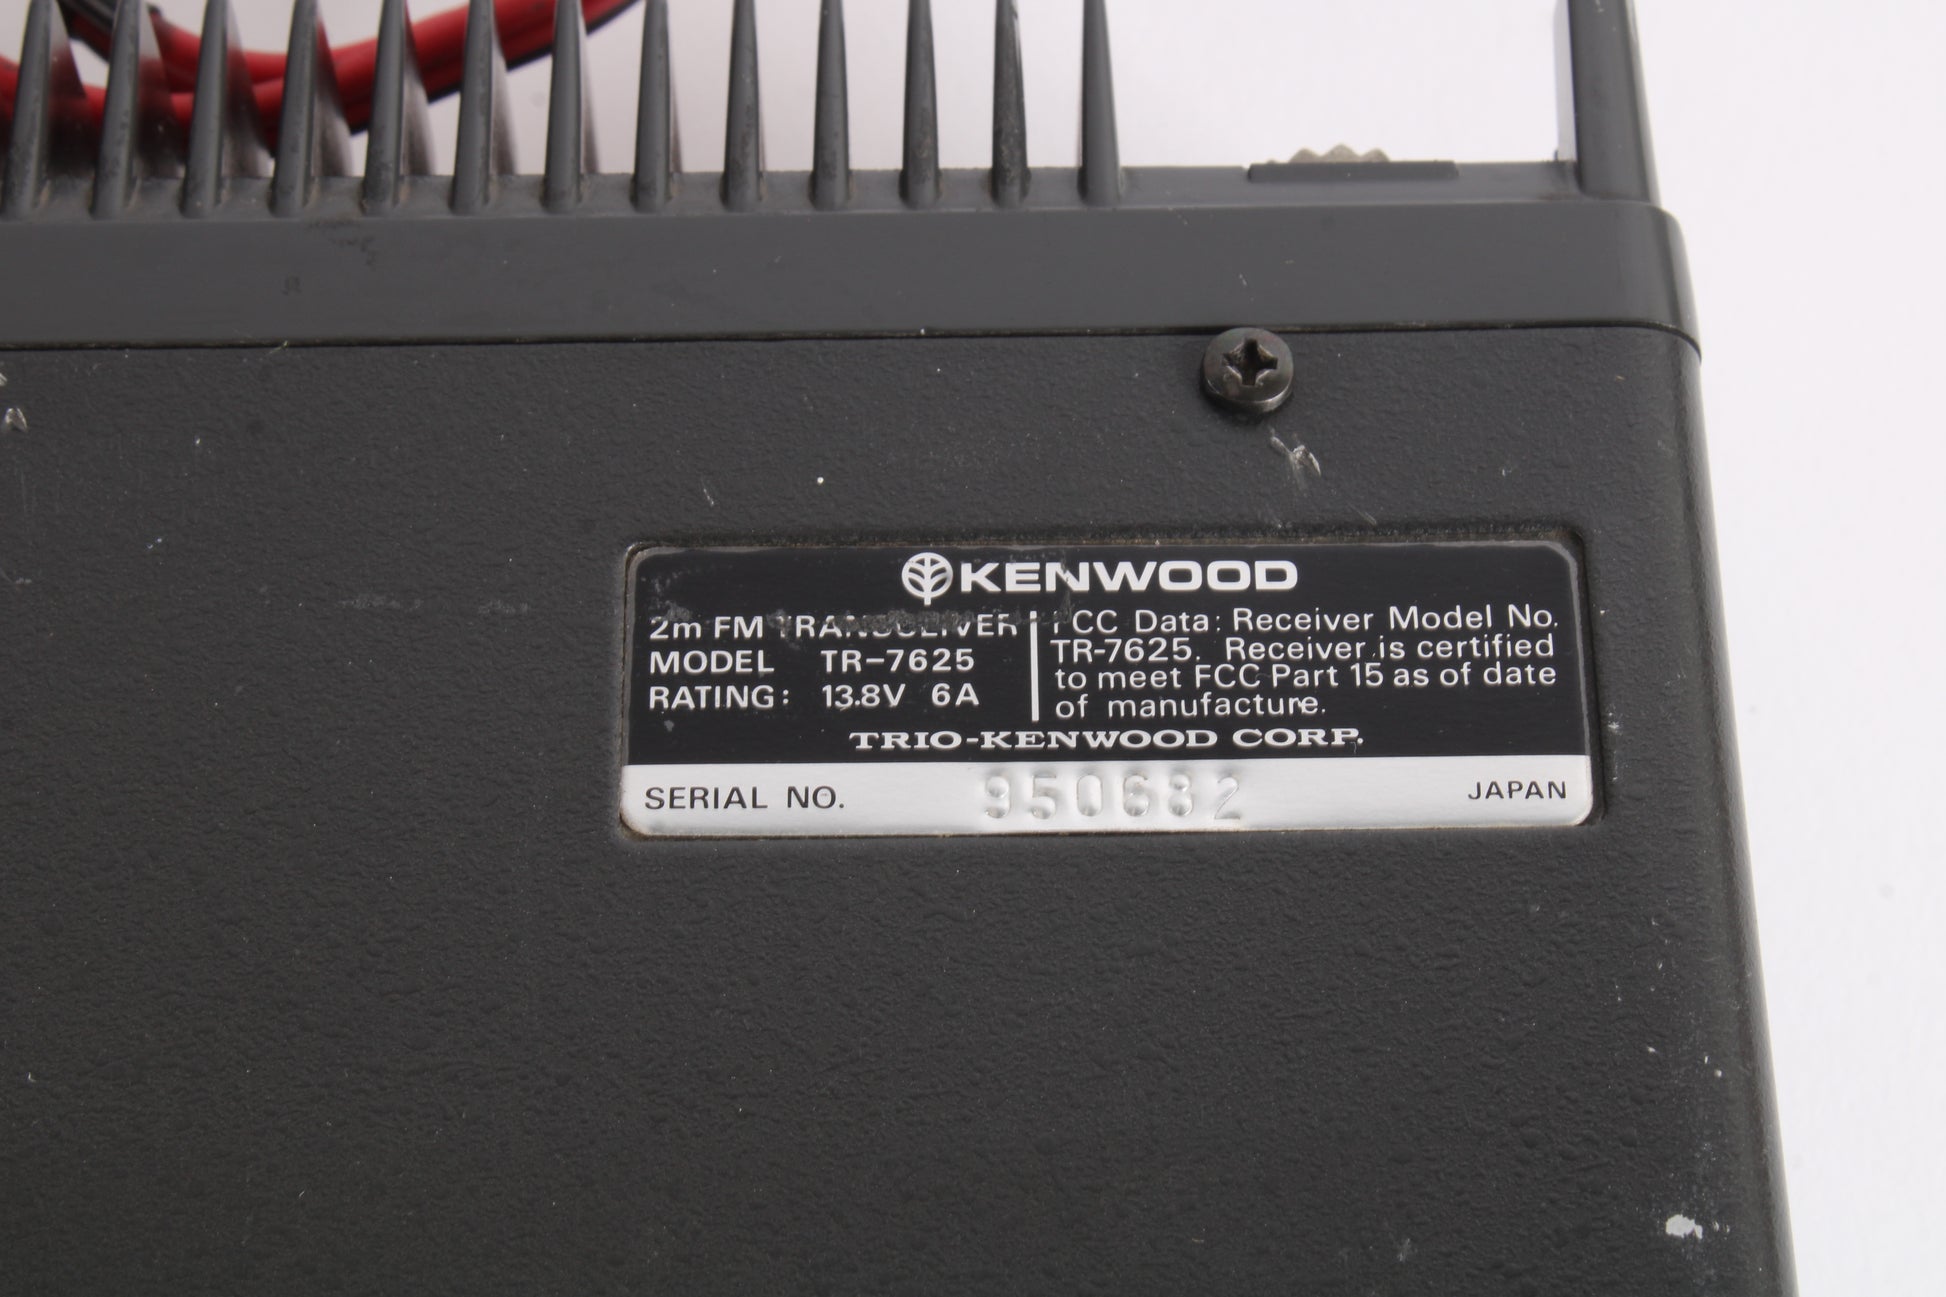 KENWOOD
2m FM TRANSCEIVER
MODEL TR-7625
RATING: 13.8V 6A
FCC Data: Receiver Model No.
TR-7625. Receiver is certified
to meet FCC Part 15 as of date
of manufacture.
TRIO-KENWOOD CORP.
SERIAL NO. 950682 JAPAN